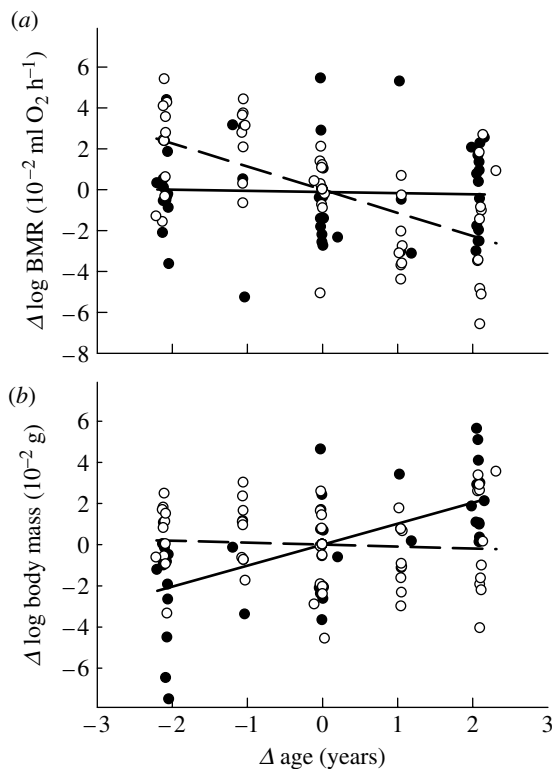 (a)
6
4
2
0
−2
−4
−6
−8
Δ log BMR (10⁻² ml O₂ h⁻¹)
(b)
6
4
2
0
−2
−4
−6
Δ log body mass (10⁻² g)
−3 −2 −1 0 1 2 3
Δ age (years)